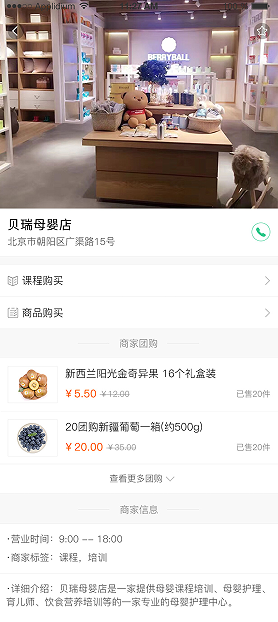 BERRYBALL
贝瑞母婴店
北京市朝阳区广渠路15号
课程购买
商品购买
商家团购
新西兰阳光金奇异果 16个礼盒装
¥5.50 ¥12.00
已售20件
20团购新疆葡萄一箱(约500g)
¥20.00 ¥35.00
已售20件
查看更多团购
商家信息
·营业时间：9:00 -- 18:00
·商家标签：课程，培训
·详细介绍：贝瑞母婴店是一家提供母婴课程培训、母婴护理、
育儿师、饮食营养培训等的一家专业的母婴护理中心。